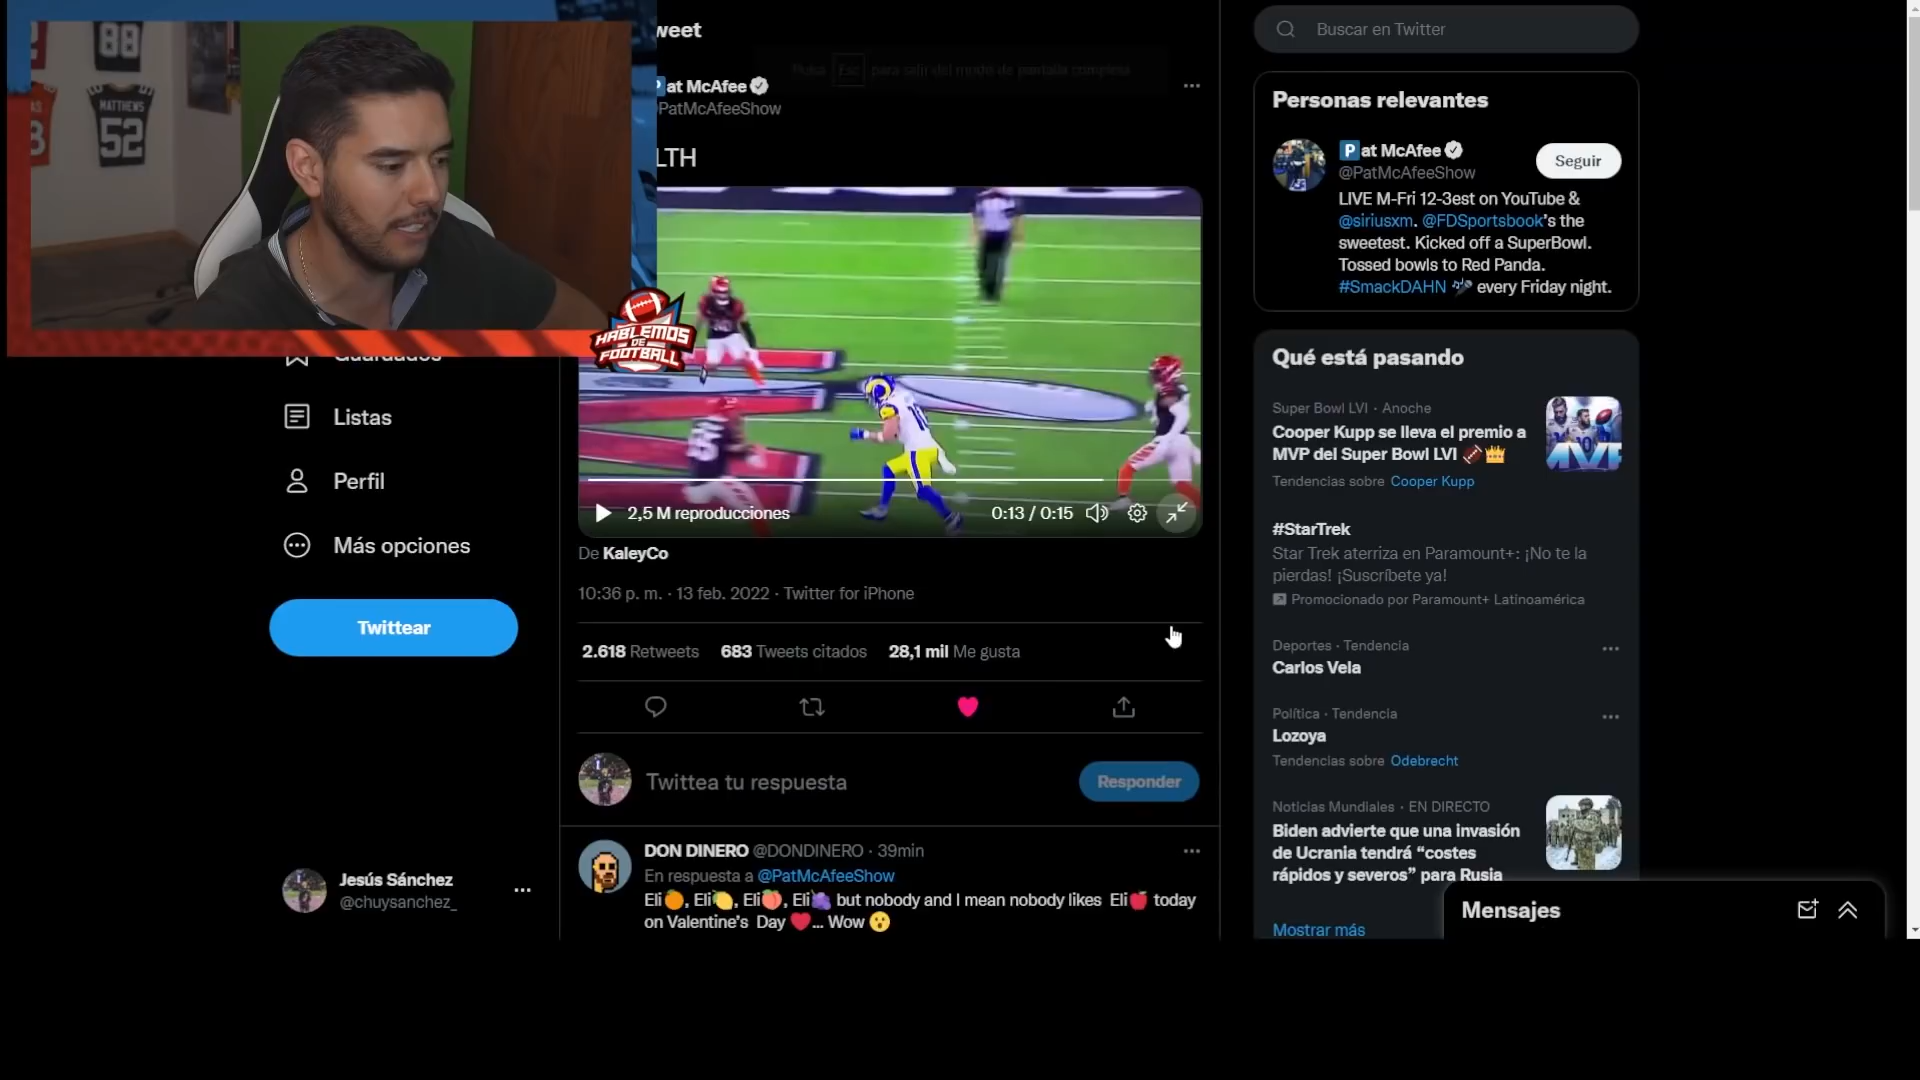 88
MATTHEWS
52
weet
Pulsa Esc para salir del modo de pantalla completa
at McAfee
PatMcAfeeShow
LTH
HABLEMOS
DE
FOOTBALL
2,5 M reproducciones
0:13 / 0:15
De KaleyCo
10:36 p. m. · 13 feb. 2022 · Twitter for iPhone
2.618 Retweets 683 Tweets citados 28,1 mil Me gusta
Twittea tu respuesta
Responder
DON DINERO @DONDINERO · 39min
En respuesta a @PatMcAfeeShow
Eli🍊, Eli🍋, Eli🍑, Eli🍇 but nobody and I mean nobody likes Eli🍎 today
on Valentine's Day ❤️... Wow 😮
Guardados
Listas
Perfil
Más opciones
Twittear
Jesús Sánchez
@chuysanchez_
Buscar en Twitter
Personas relevantes
🅿️at McAfee
@PatMcAfeeShow
Seguir
LIVE M-Fri 12-3est on YouTube &
@siriusxm. @FDSportsbook's the
sweetest. Kicked off a SuperBowl.
Tossed bowls to Red Panda.
#SmackDAHN 🎤 every Friday night.
Qué está pasando
Super Bowl LVI · Anoche
Cooper Kupp se lleva el premio a
MVP del Super Bowl LVI 🏈👑
Tendencias sobre Cooper Kupp
MVP
#StarTrek
Star Trek aterriza en Paramount+: ¡No te la
pierdas! ¡Suscríbete ya!
Promocionado por Paramount+ Latinoamérica
Deportes · Tendencia
Carlos Vela
Política · Tendencia
Lozoya
Tendencias sobre Odebrecht
Noticias Mundiales · EN DIRECTO
Biden advierte que una invasión
de Ucrania tendrá “costes
rápidos y severos” para Rusia
Mostrar más
Mensajes